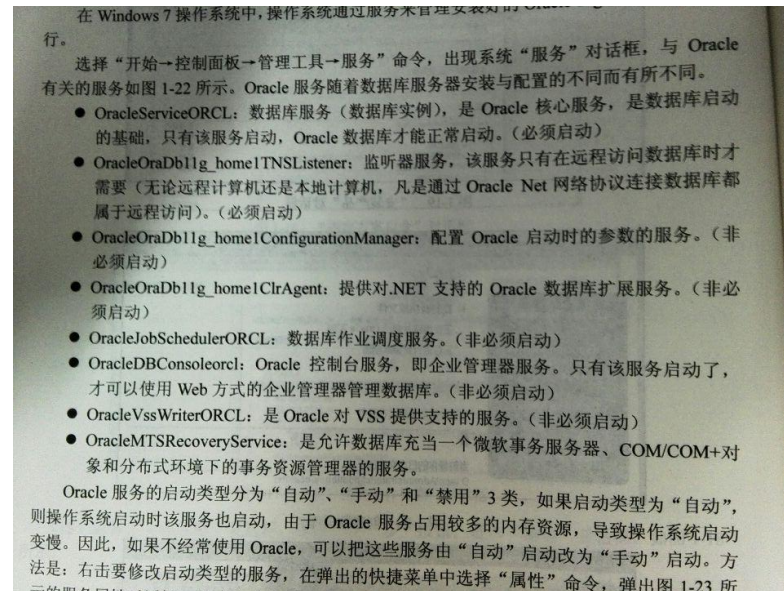 在 Windows 7 操作系统中，操作系统通过服务来管理安装好的
行。
选择“开始→控制面板→管理工具→服务”命令，出现系统“服务”对话框，与 Oracle
有关的服务如图 1-22 所示。Oracle 服务随着数据库服务器安装与配置的不同而有所不同。
● OracleServiceORCL：数据库服务（数据库实例），是 Oracle 核心服务，是数据库启动
的基础，只有该服务启动，Oracle 数据库才能正常启动。（必须启动）
● OracleOraDb11g_home1TNSListener：监听器服务，该服务只有在远程访问数据库时才
需要（无论远程计算机还是本地计算机，凡是通过 Oracle Net 网络协议连接数据库都
属于远程访问）。（必须启动）
● OracleOraDb11g_home1ConfigurationManager：配置 Oracle 启动时的参数的服务。（非
必须启动）
● OracleOraDb11g_home1ClrAgent：提供对.NET 支持的 Oracle 数据库扩展服务。（非必
须启动）
● OracleJobSchedulerORCL：数据库作业调度服务。（非必须启动）
● OracleDBConsoleorcl：Oracle 控制台服务，即企业管理器服务。只有该服务启动了，
才可以使用 Web 方式的企业管理器管理数据库。（非必须启动）
● OracleVssWriterORCL：是 Oracle 对 VSS 提供支持的服务。（非必须启动）
● OracleMTSRecoveryService：是允许数据库充当一个微软事务服务器、COM/COM+对
象和分布式环境下的事务资源管理器的服务。
Oracle 服务的启动类型分为“自动”、“手动”和“禁用”3 类，如果启动类型为“自动”，
则操作系统启动时该服务也启动，由于 Oracle 服务占用较多的内存资源，导致操作系统启动
变慢。因此，如果不经常使用 Oracle，可以把这些服务由“自动”启动改为“手动”启动。方
法是：右击要修改启动类型的服务，在弹出的快捷菜单中选择“属性”命令，弹出图 1-23 所